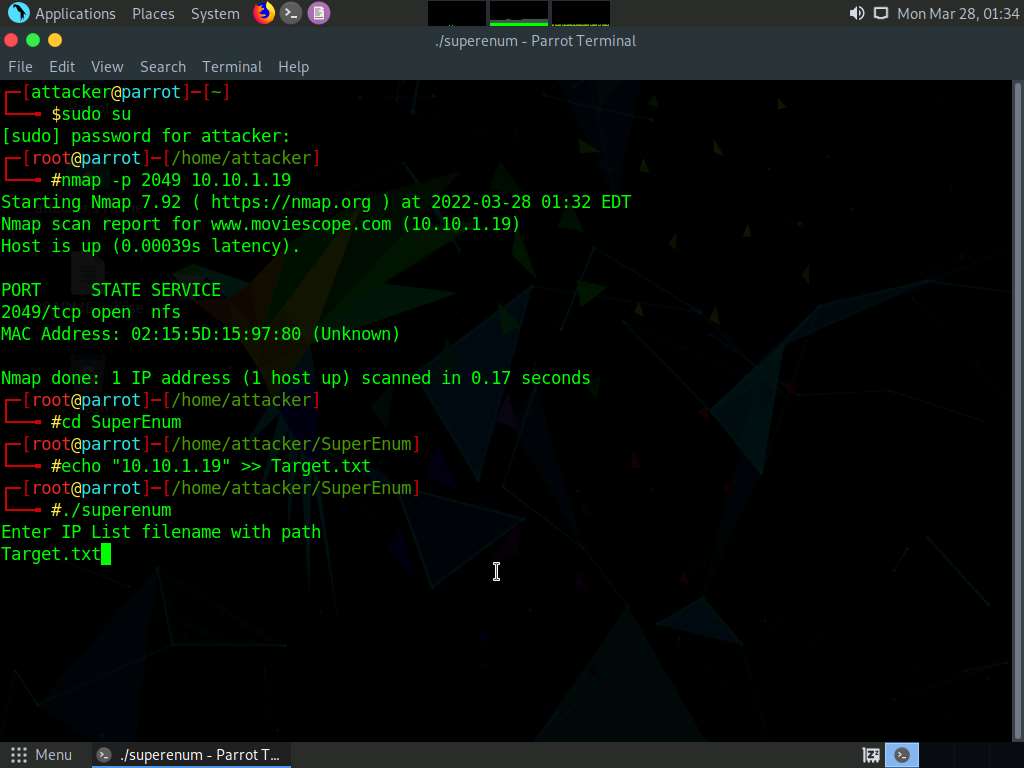 Applications Places System Mon Mar 28, 01:34
./superenum - Parrot Terminal
File Edit View Search Terminal Help
┌─[attacker@parrot]─[~]
└──╼ $sudo su
[sudo] password for attacker:
┌─[root@parrot]─[/home/attacker]
└──╼ #nmap -p 2049 10.10.1.19
Starting Nmap 7.92 ( https://nmap.org ) at 2022-03-28 01:32 EDT
Nmap scan report for www.moviescope.com (10.10.1.19)
Host is up (0.00039s latency).
PORT     STATE SERVICE
2049/tcp open  nfs
MAC Address: 02:15:5D:15:97:80 (Unknown)
Nmap done: 1 IP address (1 host up) scanned in 0.17 seconds
┌─[root@parrot]─[/home/attacker]
└──╼ #cd SuperEnum
┌─[root@parrot]─[/home/attacker/SuperEnum]
└──╼ #echo "10.10.1.19" >> Target.txt
┌─[root@parrot]─[/home/attacker/SuperEnum]
└──╼ #./superenum
Enter IP List filename with path
Target.txt
Menu ./superenum - Parrot T...